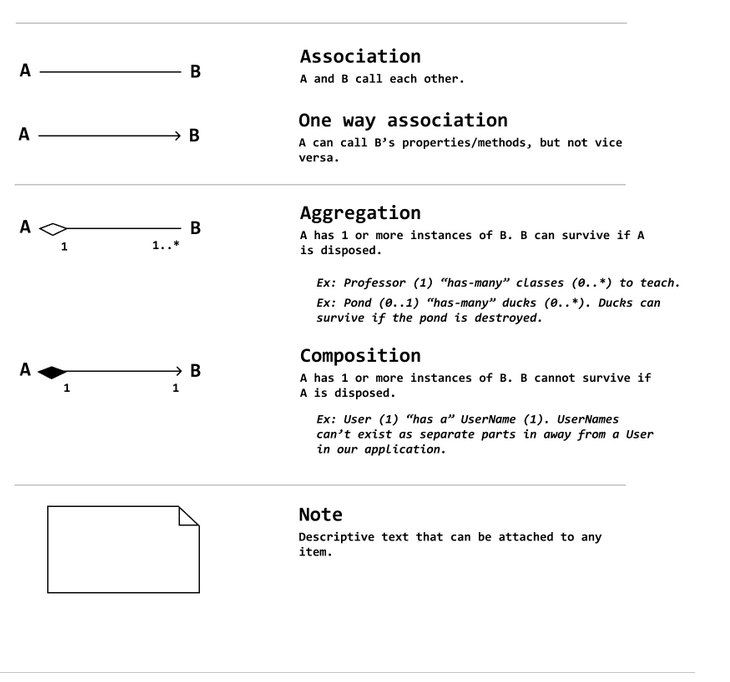 Association
A B
A and B call each other.
One way association
A B
A can call B’s properties/methods, but not vice
versa.
Aggregation
A B
1 1..*
A has 1 or more instances of B. B can survive if A
is disposed.
Ex: Professor (1) “has-many” classes (0..*) to teach.
Ex: Pond (0..1) “has-many” ducks (0..*). Ducks can
survive if the pond is destroyed.
Composition
A B
1 1
A has 1 or more instances of B. B cannot survive if
A is disposed.
Ex: User (1) “has a” UserName (1). UserNames
can’t exist as separate parts in away from a User
in our application.
Note
Descriptive text that can be attached to any
item.